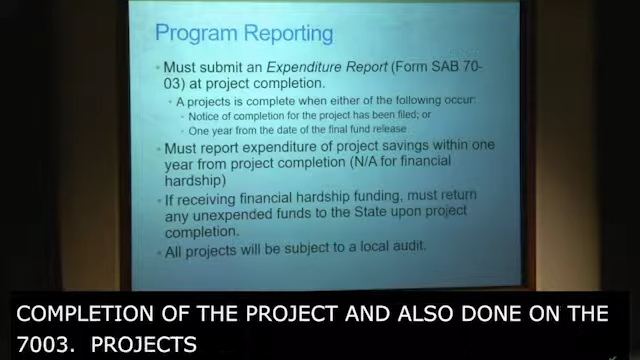 Program Reporting
Must submit an Expenditure Report (Form SAB 70-
03) at project completion.
A projects is complete when either of the following occur:
Notice of completion for the project has been filed; or
One year from the date of the final fund release
Must report expenditure of project savings within one
year from project completion (N/A for financial
hardship)
If receiving financial hardship funding, must return
any unexpended funds to the State upon project
completion.
All projects will be subject to a local audit.
COMPLETION OF THE PROJECT AND ALSO DONE ON THE
7003.  PROJECTS